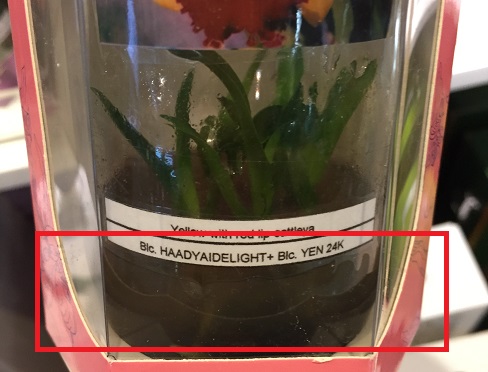 Yellow with red lip cattleya
Blc. HAADYAIDELIGHT+ Blc. YEN 24K